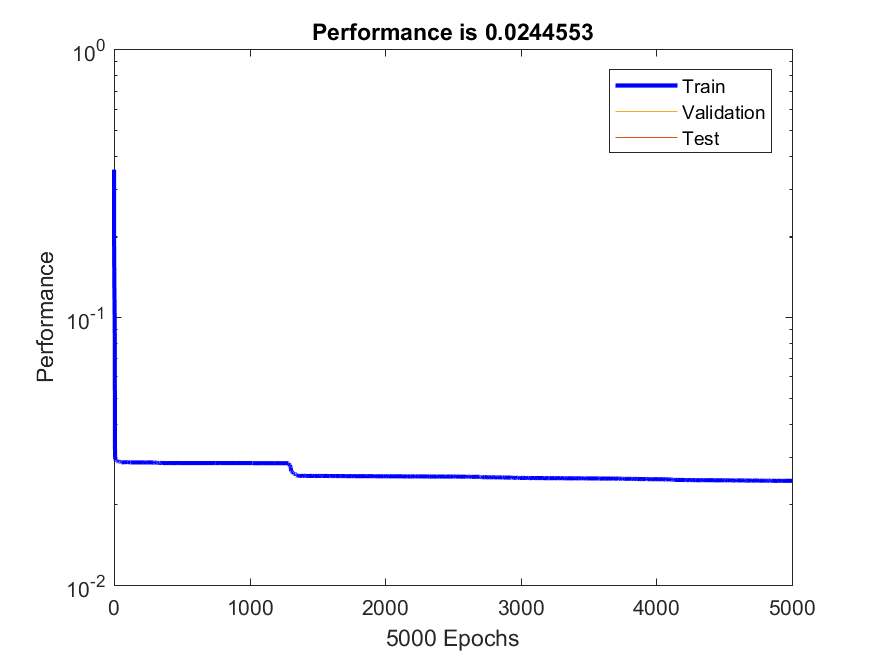 Performance is 0.0244553
10^0
Train
Validation
Test
Performance
10^-1
10^-2
0 1000 2000 3000 4000 5000
5000 Epochs